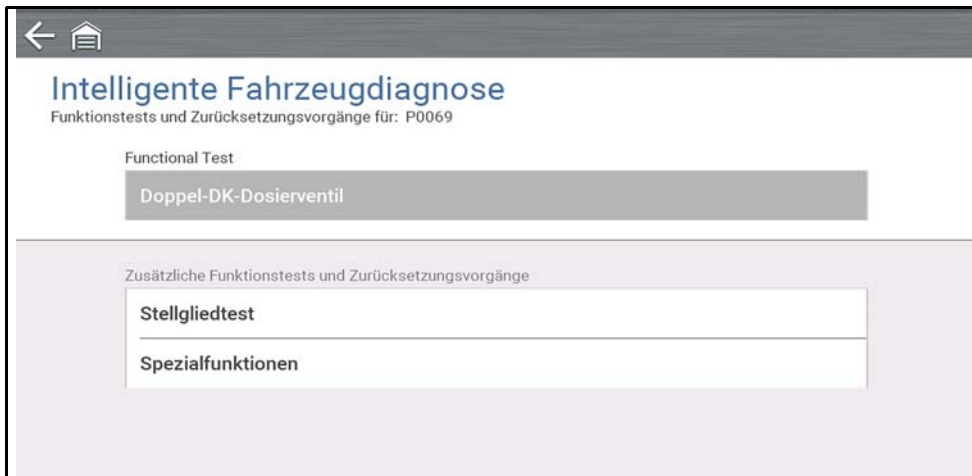 Intelligente Fahrzeugdiagnose
Funktionstests und Zurücksetzungsvorgänge für: P0069
Functional Test
Doppel-DK-Dosierventil
Zusätzliche Funktionstests und Zurücksetzungsvorgänge
Stellgliedtest
Spezialfunktionen